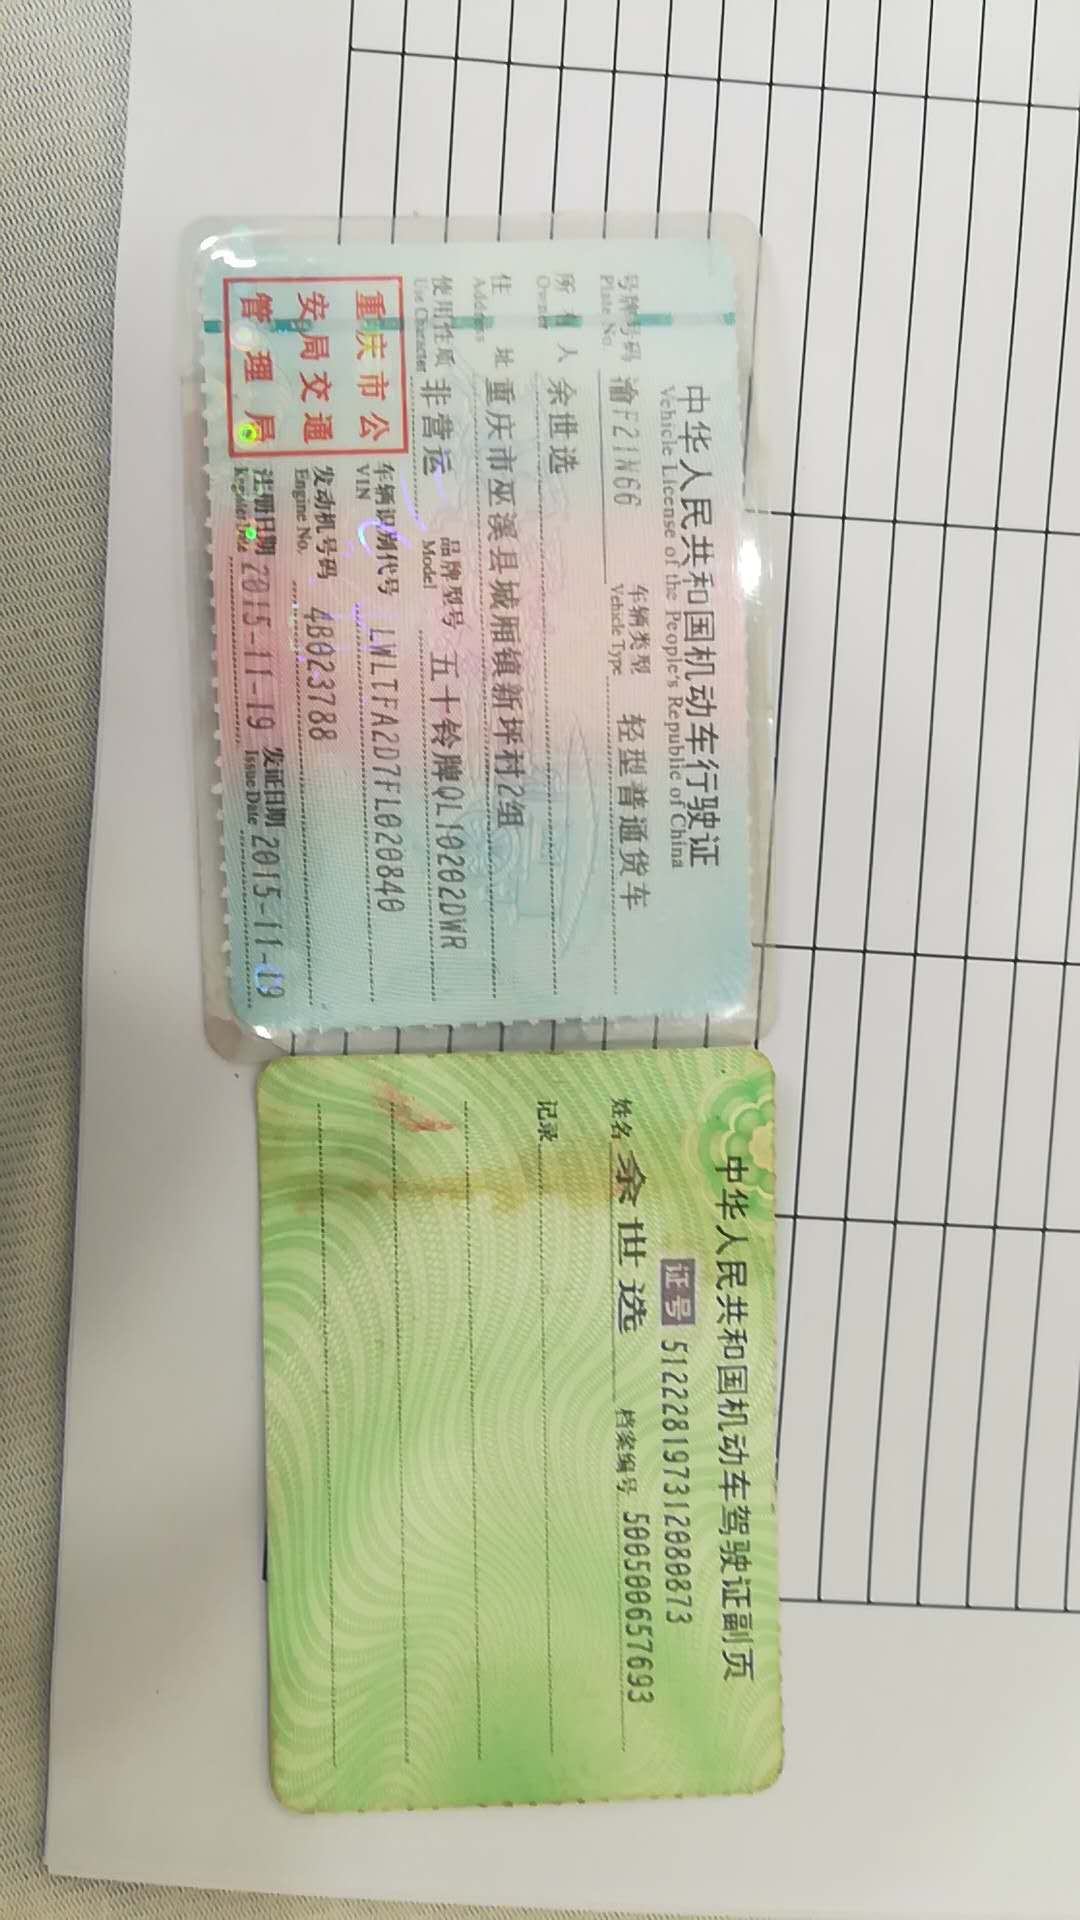 中华人民共和国机动车行驶证
Vehicle License of the People's Republic of China
号牌号码 渝F21N66 车辆类型 轻型普通货车
Plate No. Vehicle Type
所有人 余世选
Owner
住址 重庆市巫溪县城厢镇新坪村2组
Address
使用性质 非营运 品牌型号 五十铃牌QL10202DWR
Use Character Model
重庆市公
安局交通
管理局
车辆识别代号 LWLTFA2D7FL020840
VIN
发动机号码 4B023788
Engine No.
注册日期 2015-11-19 发证日期 2015-11-19
Register Date Issue Date
中华人民共和国机动车驾驶证副页
证号 512228197312080873
姓名 余世选 档案编号 500500657693
记录